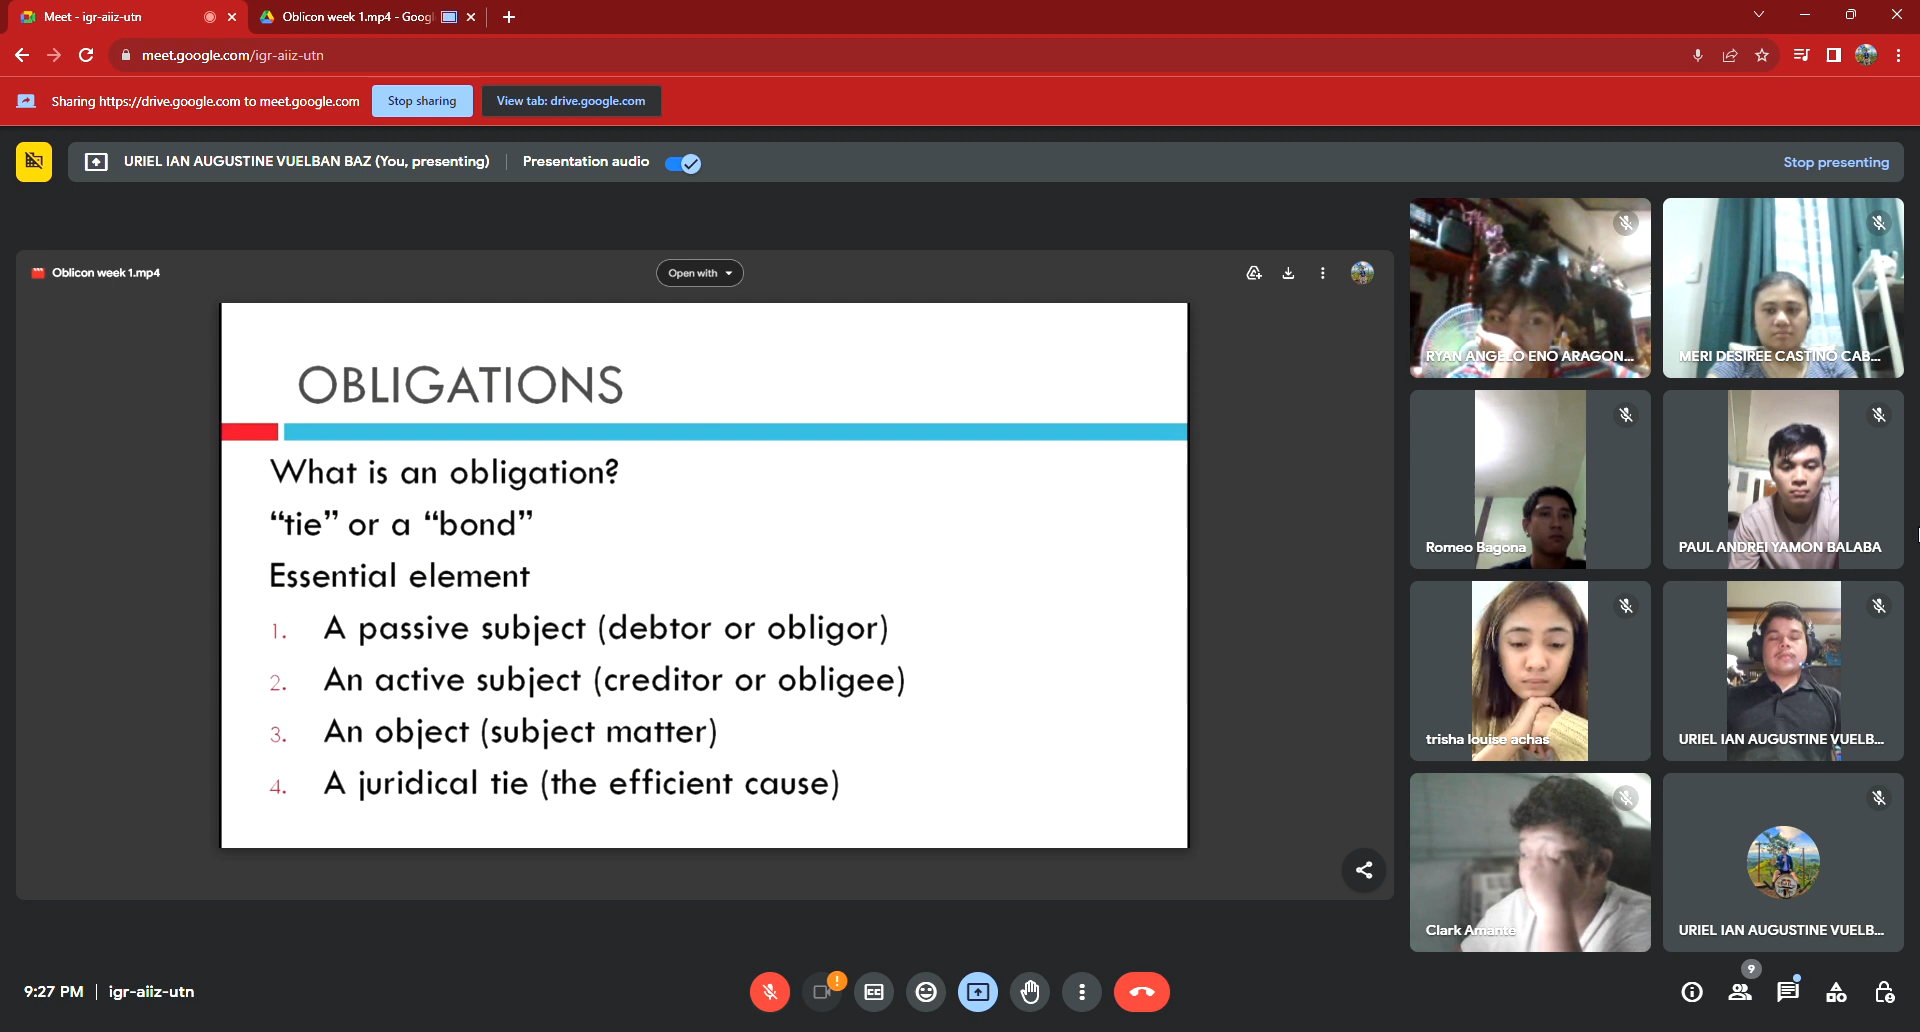 Meet - igr-aiiz-utn
Oblicon week 1.mp4 - Goog
meet.google.com/igr-aiiz-utn
Sharing https://drive.google.com to meet.google.com
Stop sharing
View tab: drive.google.com
URIEL IAN AUGUSTINE VUELBAN BAZ (You, presenting)
Presentation audio
Stop presenting
Oblicon week 1.mp4
Open with
OBLIGATIONS
What is an obligation?
“tie” or a “bond”
Essential element
1. A passive subject (debtor or obligor)
2. An active subject (creditor or obligee)
3. An object (subject matter)
4. A juridical tie (the efficient cause)
RYAN ANGELO ENO ARAGON...
MERI DESIREE CASTINO CAB...
Romeo Bagona
PAUL ANDREI YAMON BALABA
trisha louise achas
URIEL IAN AUGUSTINE VUELB...
Clark Amante
URIEL IAN AUGUSTINE VUELB...
9:27 PM | igr-aiiz-utn
9